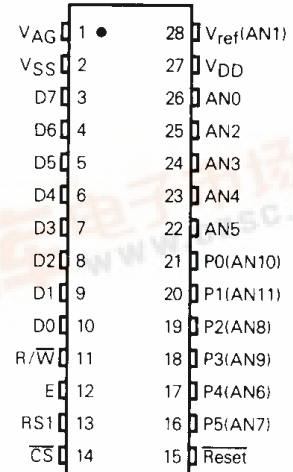 VAG 1 28 Vref(AN1)
VSS 2 27 VDD
D7 3 26 AN0
D6 4 25 AN2
D5 5 24 AN3
D4 6 23 AN4
D3 7 22 AN5
D2 8 21 P0(AN10)
D1 9 20 P1(AN11)
D0 10 19 P2(AN8)
R/W̅ 11 18 P3(AN9)
E 12 17 P4(AN6)
RS1 13 16 P5(AN7)
C̅S̅ 14 15 R̅e̅s̅e̅t̅